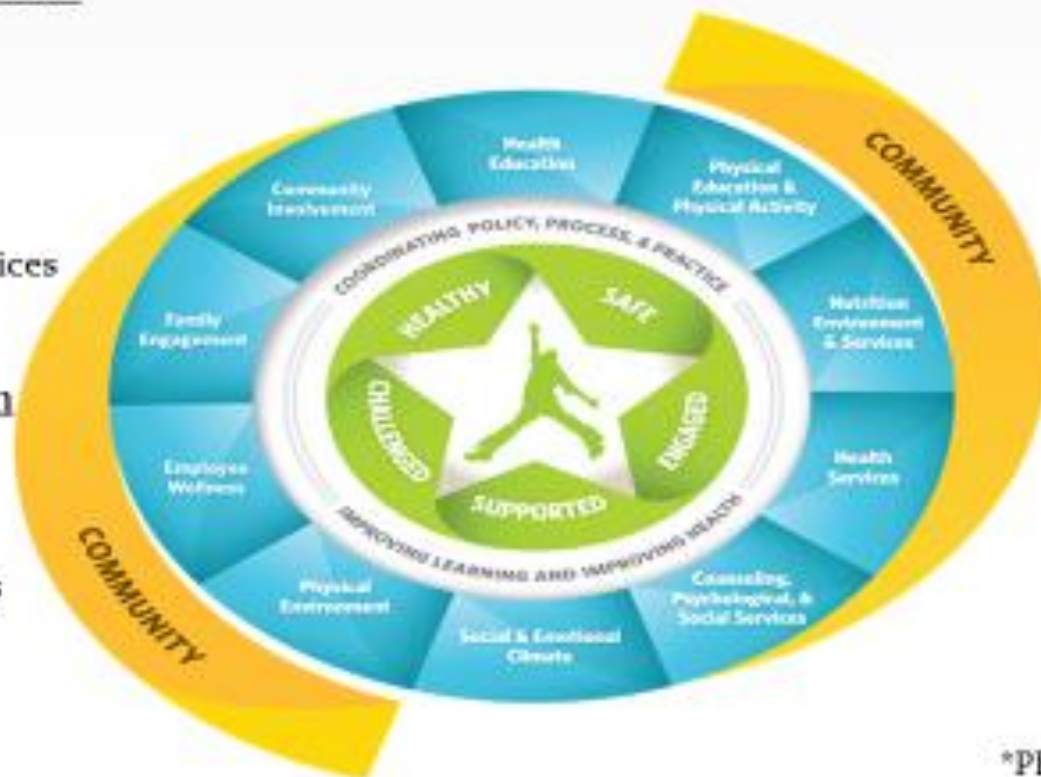 COMMUNITY
Health
Education
Physical
Education &
Physical Activity
Nutrition
Environment
& Services
Health
Services
Counseling,
Psychological, &
Social Services
Social & Emotional
Climate
Physical
Environment
Employee
Wellness
Family
Engagement
Community
Involvement
COORDINATING POLICY, PROCESS, & PRACTICE
IMPROVING LEARNING AND IMPROVING HEALTH
HEALTHY
SAFE
ENGAGED
SUPPORTED
CHALLENGED
COMMUNITY